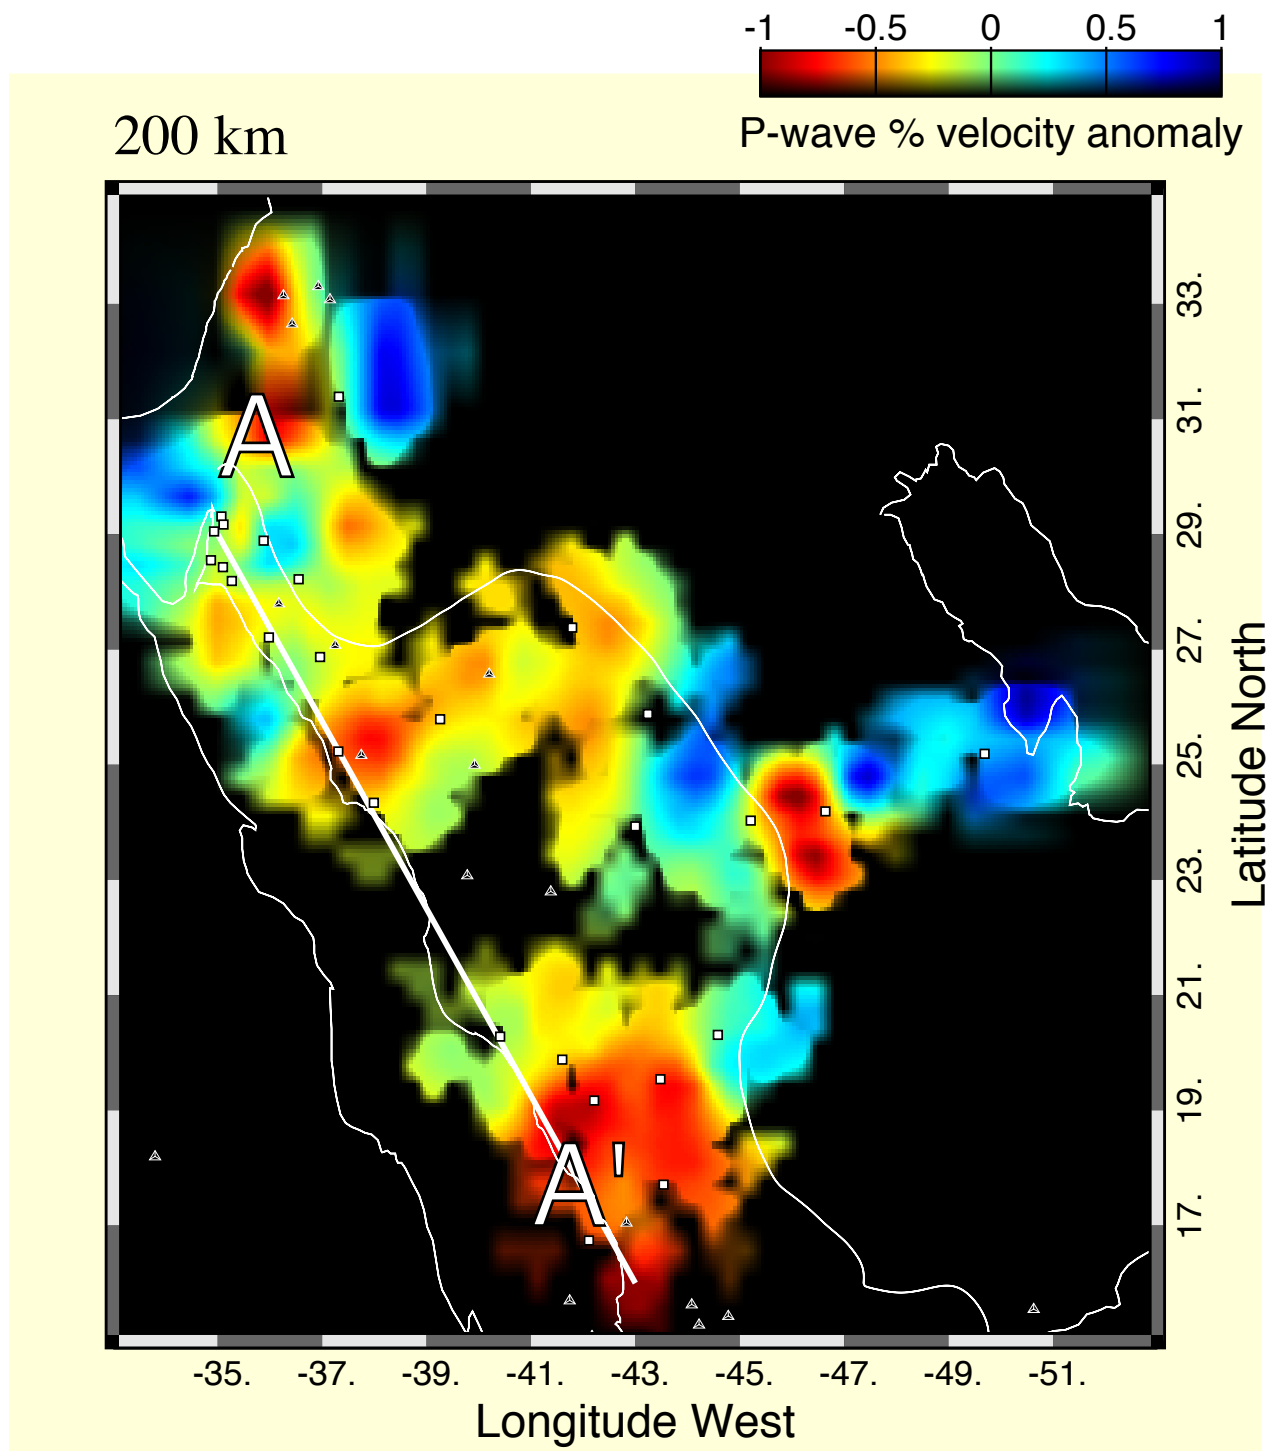 -1 -0.5 0 0.5 1
P-wave % velocity anomaly
200 km
A
A'
33.
31.
29.
27.
25.
23.
21.
19.
17.
Latitude North
-35. -37. -39. -41. -43. -45. -47. -49. -51.
Longitude West